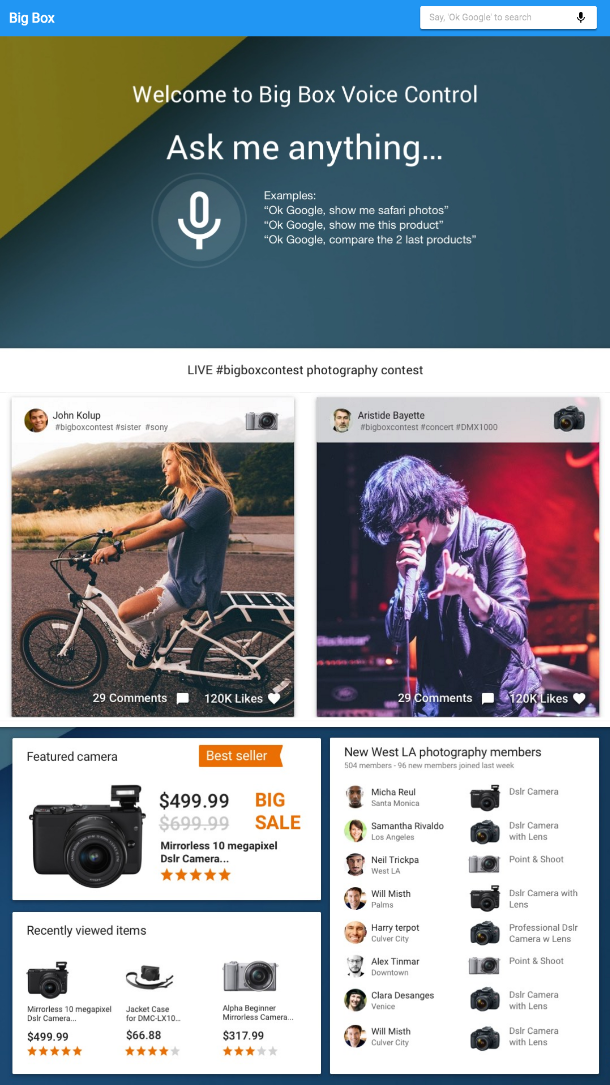 Big Box
Say, 'Ok Google' to search
Welcome to Big Box Voice Control
Ask me anything...
Examples:
“Ok Google, show me safari photos”
“Ok Google, show me this product”
“Ok Google, compare the 2 last products”
LIVE #bigboxcontest photography contest
John Kolup
#bigboxcontest #sister #sony
29 Comments
120K Likes
Aristide Bayette
#bigboxcontest #concert #DMX1000
29 Comments
120K Likes
Featured camera
Best seller
$499.99
$699.99
BIG
SALE
Mirrorless 10 megapixel
Dslr Camera...
Recently viewed items
Mirrorless 10 megapixel
Dslr Camera...
$499.99
Jacket Case
for DMC-LX10...
$66.88
Alpha Beginner
Mirrorless Camera...
$317.99
New West LA photography members
504 members - 96 new members joined last week
Micha Reul
Santa Monica
Dslr Camera
Samantha Rivaldo
Los Angeles
Dslr Camera
with Lens
Neil Trickpa
West LA
Point & Shoot
Will Misth
Palms
Dslr Camera with
Lens
Harry terpot
Culver City
Professional Dslr
Camera w Lens
Alex Tinmar
Downtown
Point & Shoot
Clara Desanges
Venice
Dslr Camera
with Lens
Will Misth
Culver City
Dslr Camera
with Lens